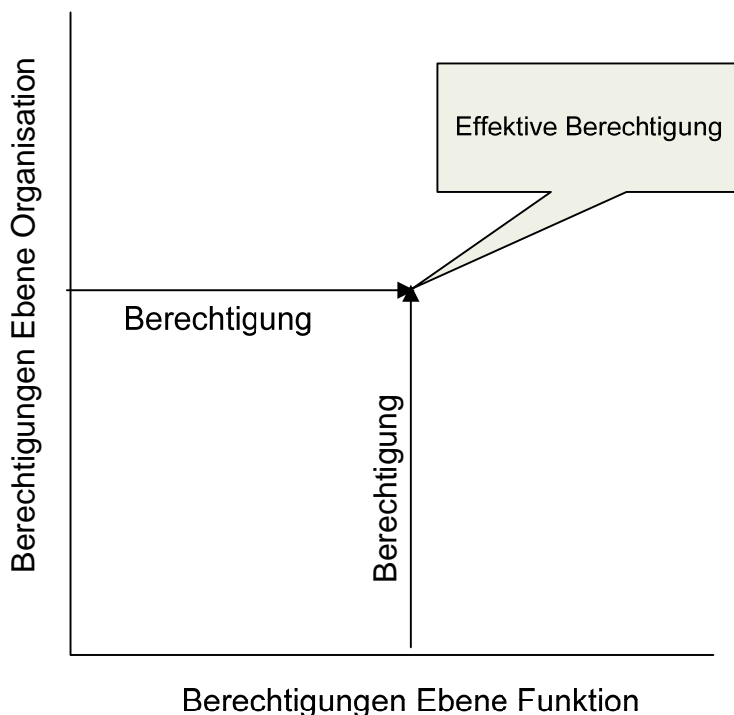 Berechtigungen Ebene Organisation
Effektive Berechtigung
Berechtigung
Berechtigung
Berechtigungen Ebene Funktion